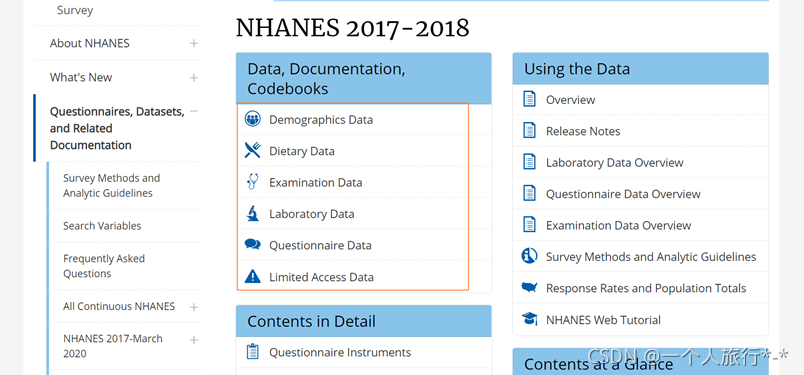 Survey
About NHANES
What's New
Questionnaires, Datasets,
and Related
Documentation
Survey Methods and
Analytic Guidelines
Search Variables
Frequently Asked
Questions
All Continuous NHANES
NHANES 2017-March
2020
NHANES 2017-2018
Data, Documentation,
Codebooks
Demographics Data
Dietary Data
Examination Data
Laboratory Data
Questionnaire Data
Limited Access Data
Contents in Detail
Questionnaire Instruments
Using the Data
Overview
Release Notes
Laboratory Data Overview
Questionnaire Data Overview
Examination Data Overview
Survey Methods and Analytic Guidelines
Response Rates and Population Totals
NHANES Web Tutorial
Contents at a Glance
CSDN @一个人旅行*-*